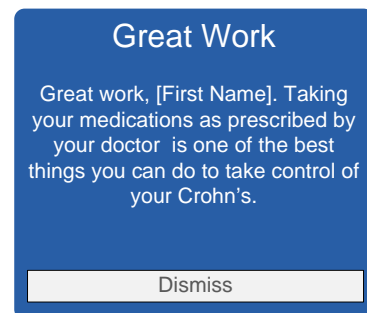 Great Work
Great work, [First Name]. Taking
your medications as prescribed by
your doctor  is one of the best
things you can do to take control of
your Crohn's.
Dismiss